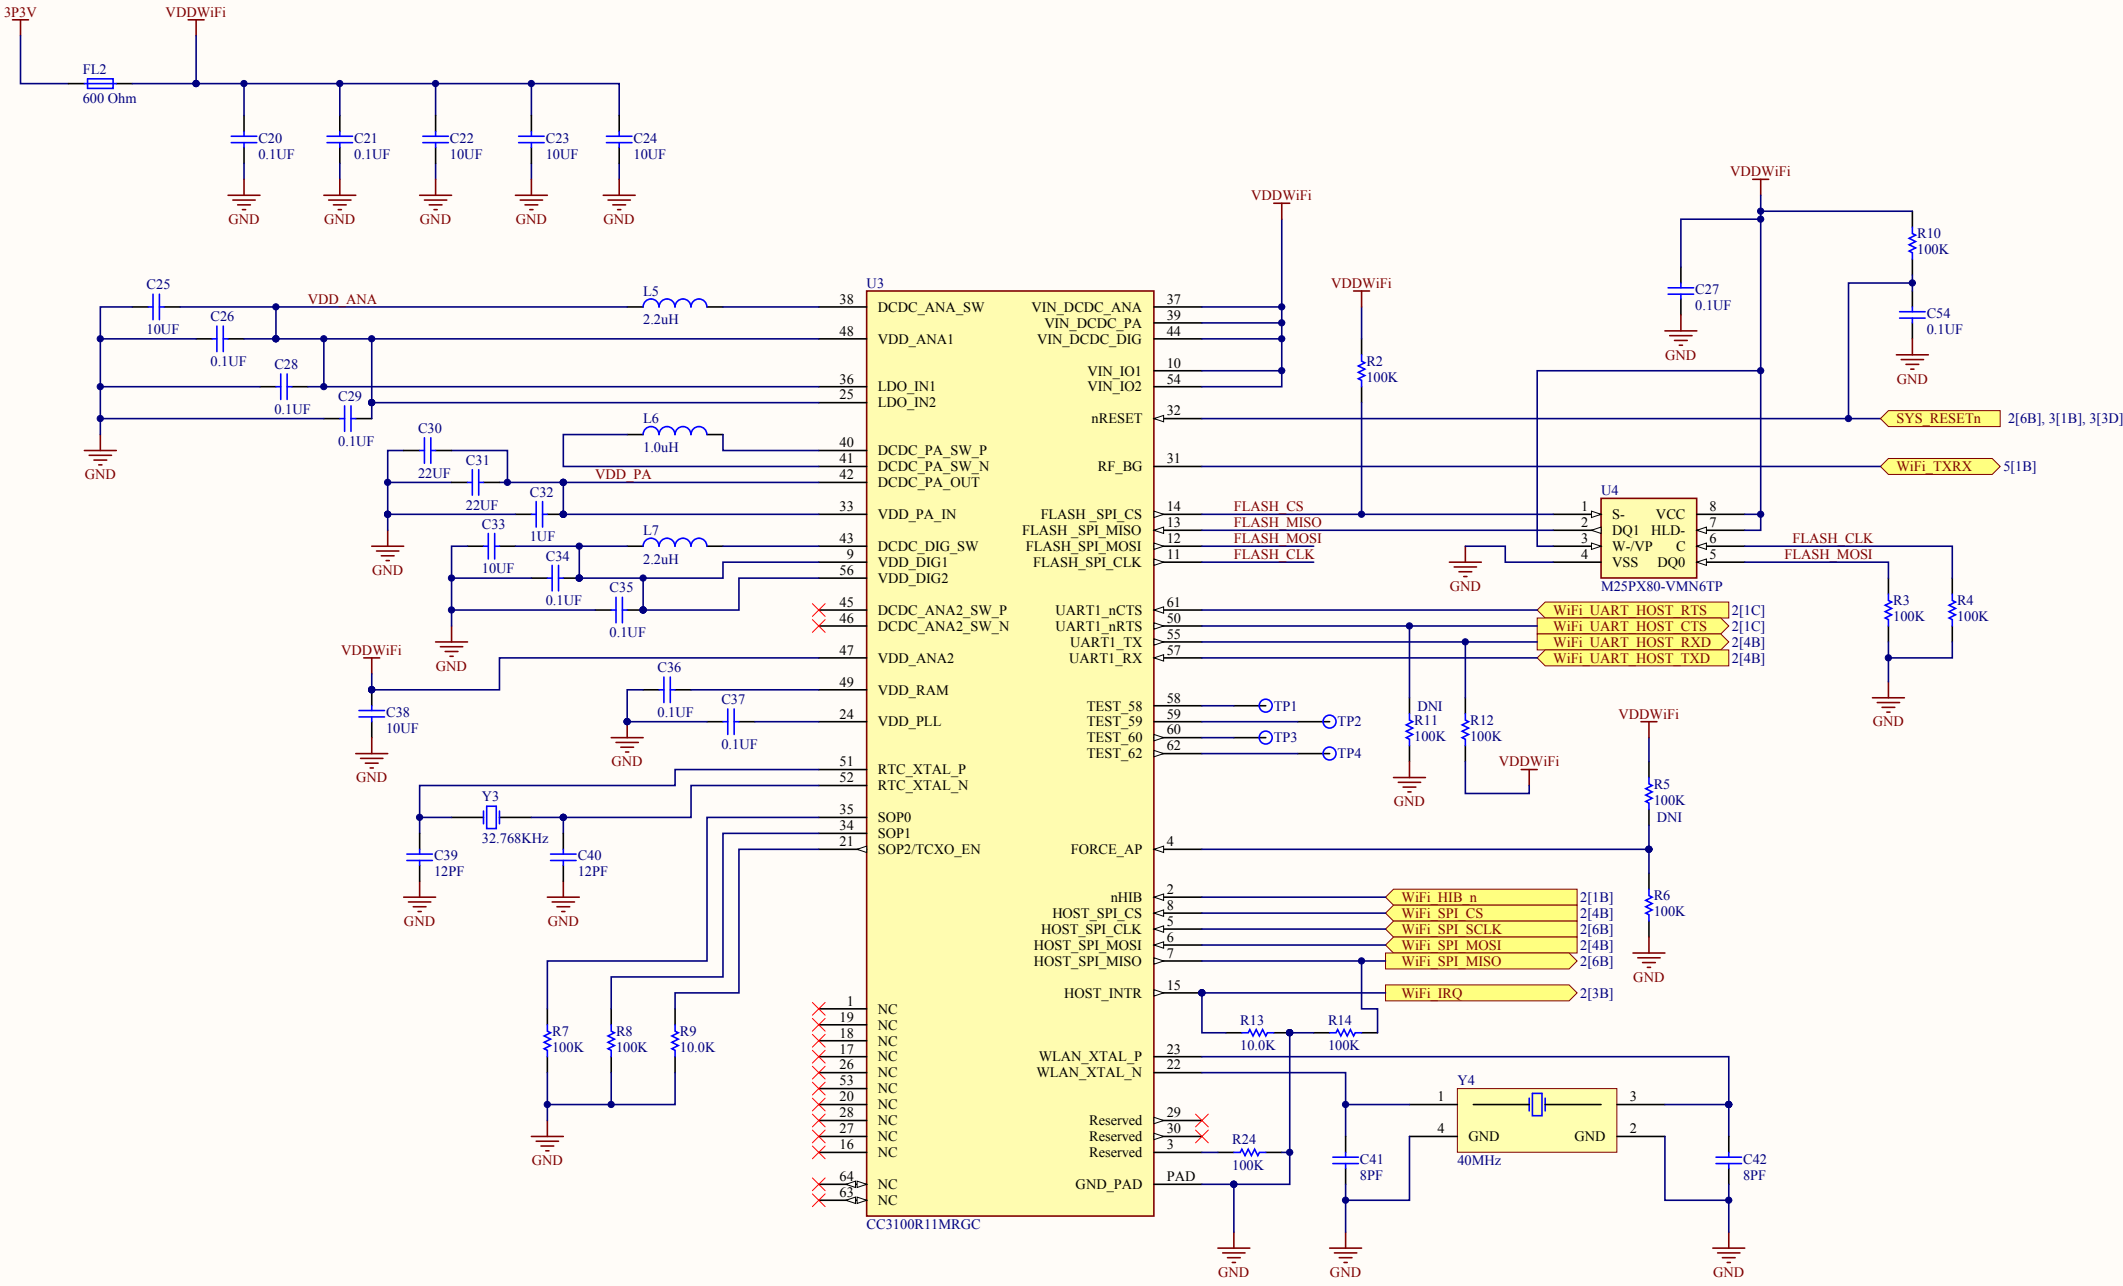 3P3V
VDDWiFi
FL2
600 Ohm
C20
0.1UF
C21
0.1UF
C22
10UF
C23
10UF
C24
10UF
GND
GND
GND
GND
GND
VDD_ANA
C25
10UF
C26
0.1UF
C28
0.1UF
C29
0.1UF
GND
L5
2.2uH
L6
1.0uH
C30
22UF
C31
22UF
VDD_PA
C32
1UF
GND
C33
10UF
C34
0.1UF
C35
0.1UF
L7
2.2uH
GND
VDDWiFi
C38
10UF
GND
C36
0.1UF
C37
0.1UF
GND
Y3
32.768KHz
C39
12PF
C40
12PF
GND
GND
R7
100K
R8
100K
R9
10.0K
GND
U3
38 DCDC_ANA_SW
48 VDD_ANA1
36 LDO_IN1
25 LDO_IN2
40 DCDC_PA_SW_P
41 DCDC_PA_SW_N
42 DCDC_PA_OUT
33 VDD_PA_IN
43 DCDC_DIG_SW
9 VDD_DIG1
56 VDD_DIG2
45 DCDC_ANA2_SW_P
46 DCDC_ANA2_SW_N
47 VDD_ANA2
49 VDD_RAM
24 VDD_PLL
51 RTC_XTAL_P
52 RTC_XTAL_N
35 SOP0
34 SOP1
21 SOP2/TCXO_EN
1 NC
19 NC
18 NC
17 NC
26 NC
53 NC
20 NC
28 NC
27 NC
16 NC
64 NC
63 NC
VIN_DCDC_ANA 37
VIN_DCDC_PA 39
VIN_DCDC_DIG 44
VIN_IO1 10
VIN_IO2 54
nRESET 32
RF_BG 31
FLASH _SPI_CS 14
FLASH _SPI_MISO 13
FLASH_SPI_MOSI 12
FLASH_SPI_CLK 11
UART1_nCTS 61
UART1_nRTS 50
UART1_TX 55
UART1_RX 57
TEST_58 58
TEST_59 59
TEST_60 60
TEST_62 62
FORCE_AP 4
nHIB 2
HOST_SPI_CS 8
HOST_SPI_CLK 5
HOST_SPI_MOSI 6
HOST_SPI_MISO 7
HOST_INTR 15
WLAN_XTAL_P 23
WLAN_XTAL_N 22
Reserved 29
Reserved 30
Reserved 3
GND_PAD PAD
CC3100R11MRGC
VDDWiFi
VDDWiFi
R2
100K
FLASH_CS
FLASH_MISO
FLASH_MOSI
FLASH_CLK
VDDWiFi
C27
0.1UF
GND
R10
100K
C54
0.1UF
GND
SYS_RESETn 2[6B], 3[1B], 3[3D]
WiFi_TXRX 5[1B]
U4
1 S- VCC 8
2 DQ1 HLD- 7
3 W-/VP C 6
4 VSS DQ0 5
M25PX80-VMN6TP
GND
FLASH_CLK
FLASH_MOSI
R3
100K
R4
100K
GND
WiFi_UART_HOST_RTS 2[1C]
WiFi_UART_HOST_CTS 2[1C]
WiFi_UART_HOST_RXD 2[4B]
WiFi_UART_HOST_TXD 2[4B]
TP1
TP2
TP3
TP4
DNI
R11
100K
GND
R12
100K
VDDWiFi
VDDWiFi
R5
100K
DNI
R6
100K
GND
WiFi_HIB_n 2[1B]
WiFi_SPI_CS 2[4B]
WiFi_SPI_SCLK 2[6B]
WiFi_SPI_MOSI 2[4B]
WiFi_SPI_MISO 2[6B]
WiFi_IRQ 2[3B]
R13
10.0K
R14
100K
R24
100K
GND
Y4
1
4 GND
3
GND 2
40MHz
C41
8PF
C42
8PF
GND
GND